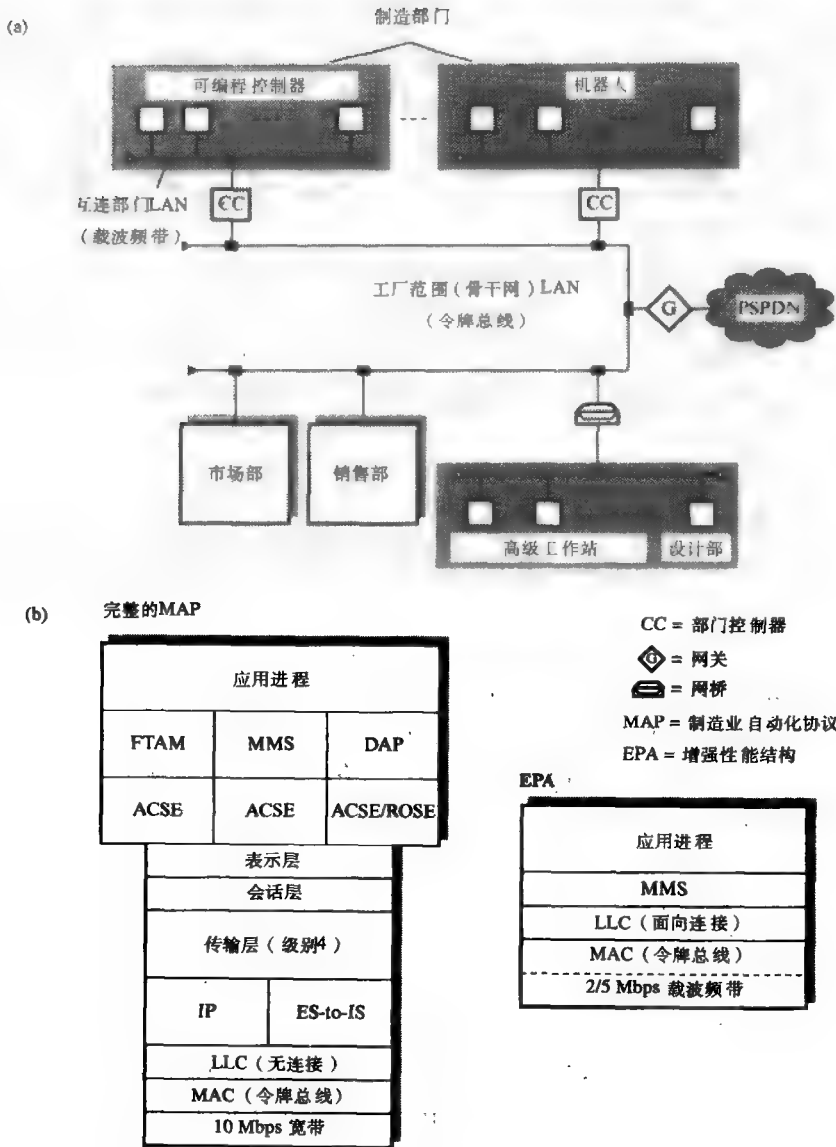 (a)
制造部门
可编程控制器
机器人
互连部门LAN
(载波频带)
CC
CC
工厂范围(骨干网)LAN
(令牌总线)
G
PSPDN
市场部
销售部
高级工作站
设计部
(b)
完整的MAP
应用进程
FTAM
MMS
DAP
ACSE
ACSE
ACSE/ROSE
表示层
会话层
传输层(级别4)
IP
ES-to-IS
LLC(无连接)
MAC(令牌总线)
10 Mbps 宽带
CC = 部门控制器
G = 网关
= 网桥
MAP = 制造业自动化协议
EPA = 增强性能结构
EPA
应用进程
MMS
LLC(面向连接)
MAC(令牌总线)
2/5 Mbps 载波频带